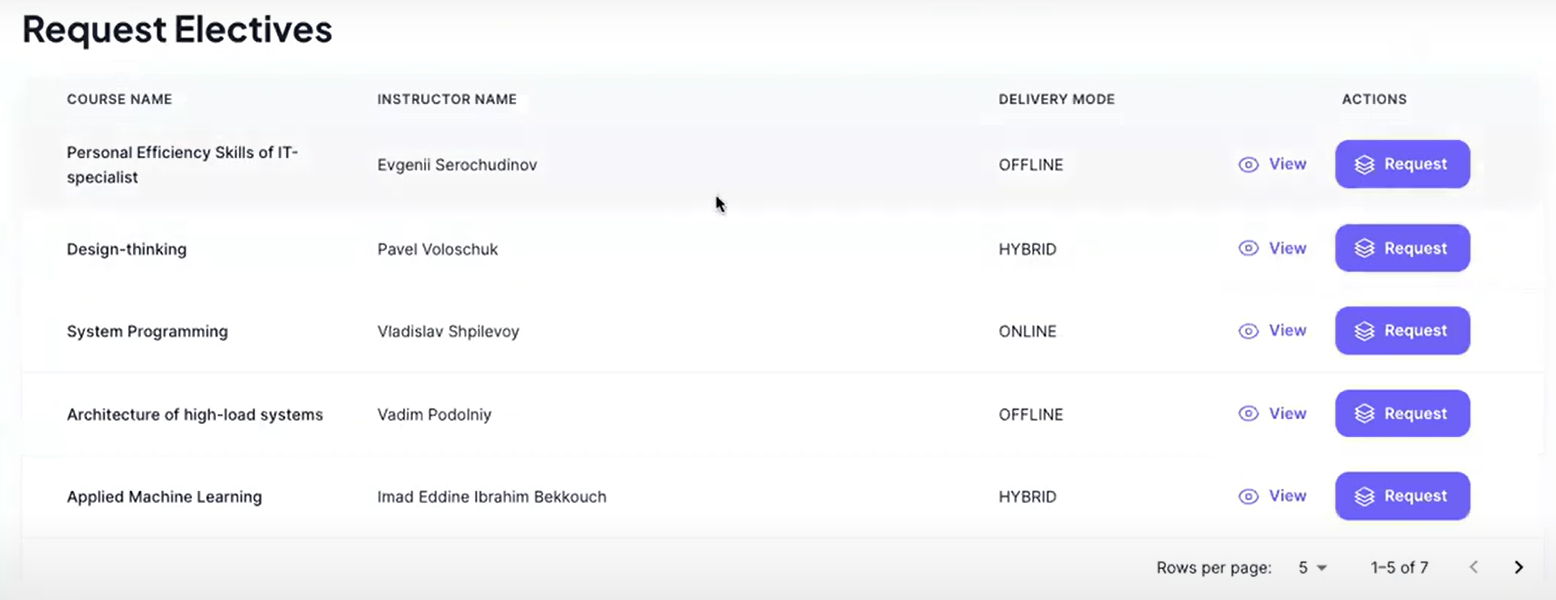 Request Electives
COURSE NAME INSTRUCTOR NAME DELIVERY MODE ACTIONS
Personal Efficiency Skills of IT-
specialist
Evgenii Serochudinov OFFLINE View Request
Design-thinking Pavel Voloschuk HYBRID View Request
System Programming Vladislav Shpilevoy ONLINE View Request
Architecture of high-load systems Vadim Podolniy OFFLINE View Request
Applied Machine Learning Imad Eddine Ibrahim Bekkouch HYBRID View Request
Rows per page: 5 1–5 of 7